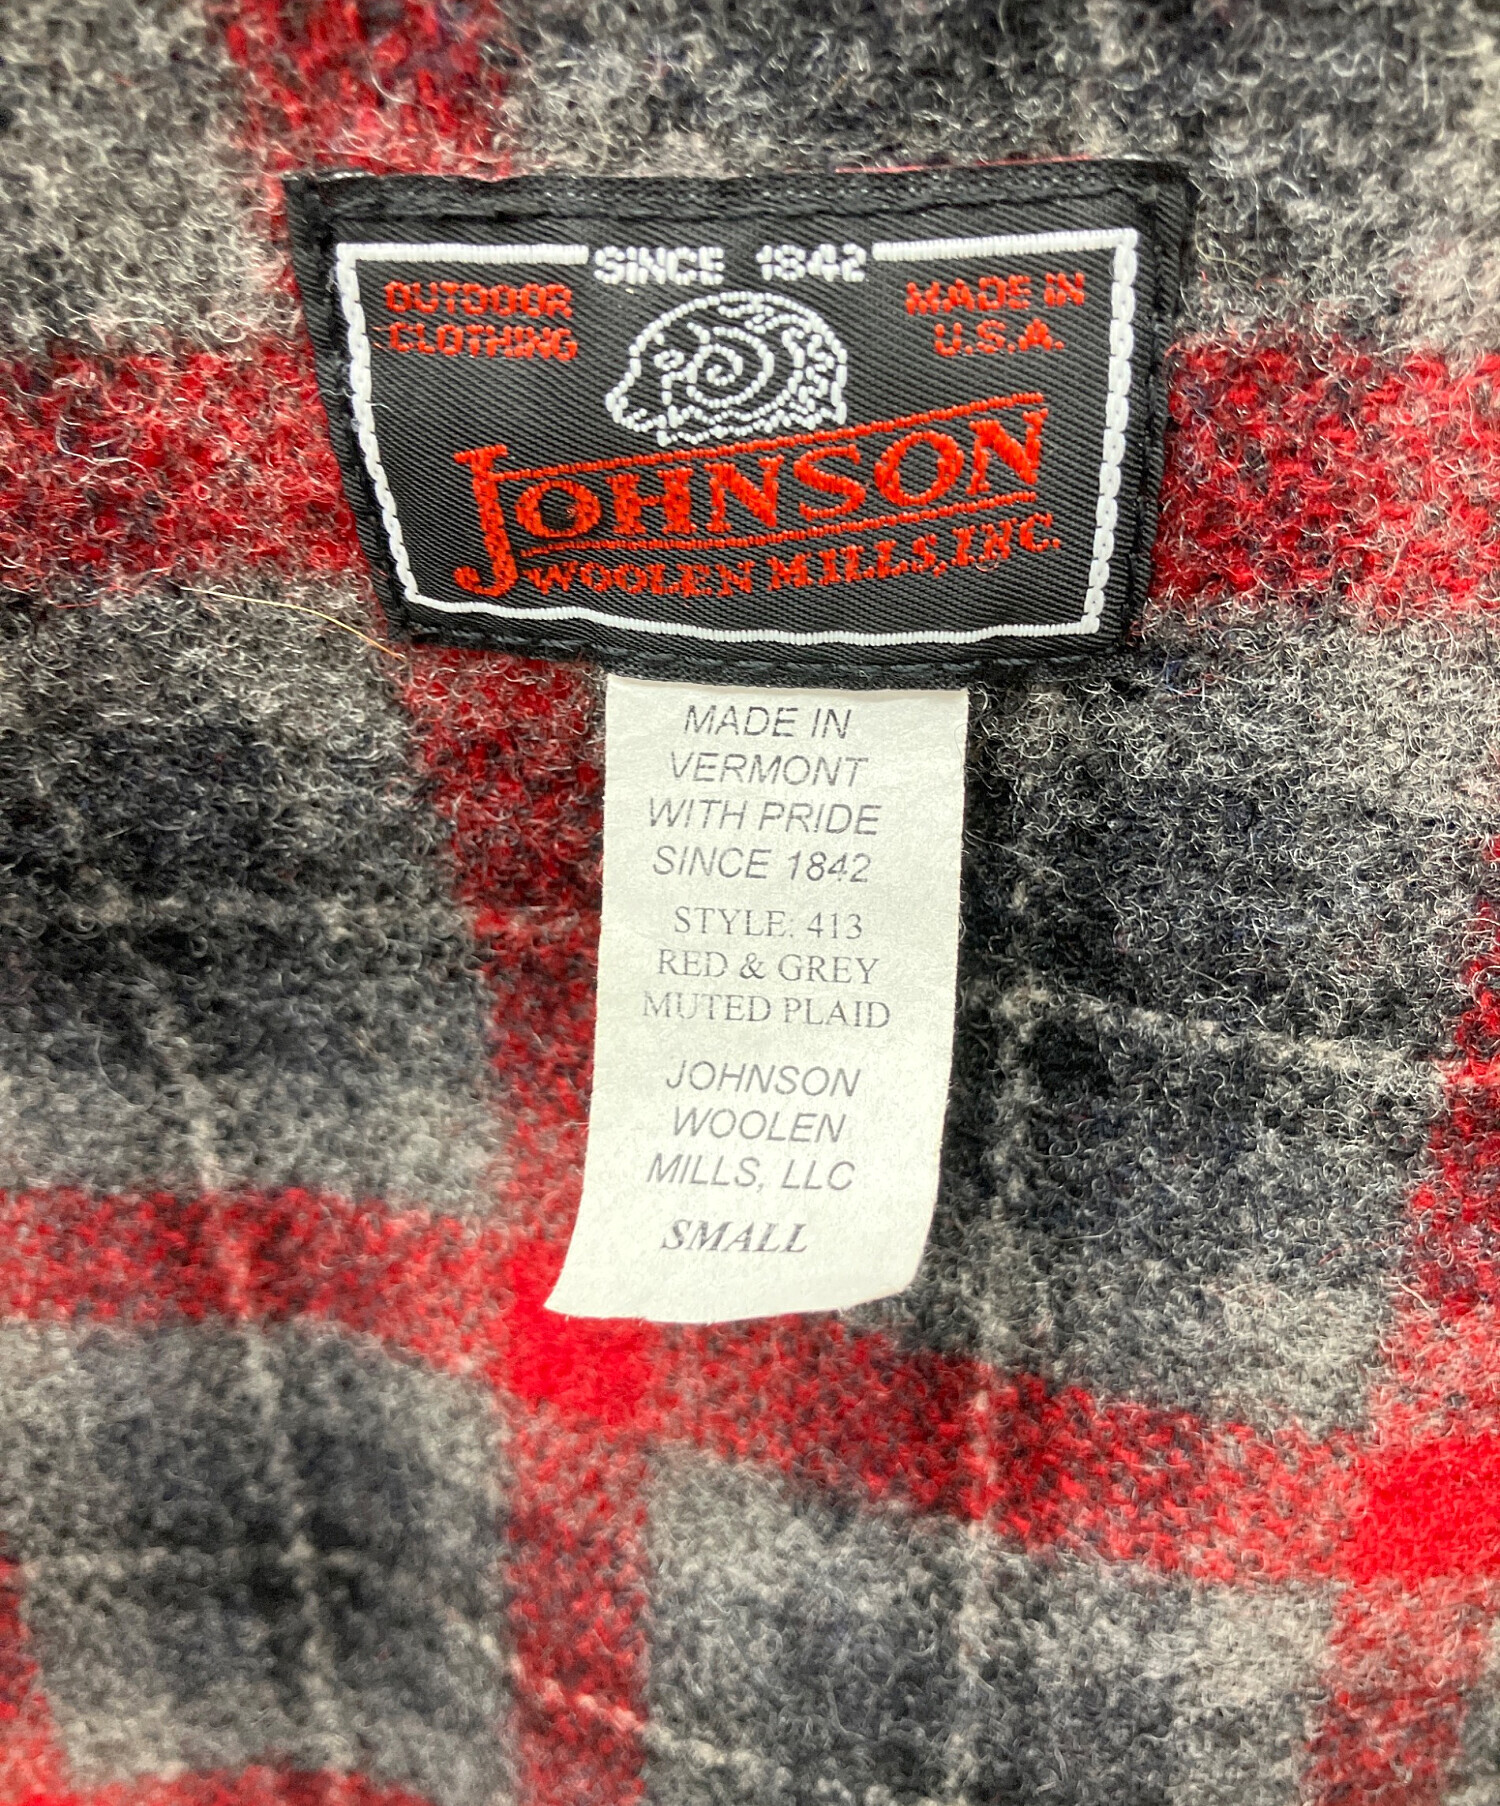 SINCE 1842
OUTDOOR
CLOTHING
MADE IN
U.S.A.
JOHNSON
WOOLEN MILLS, INC.
MADE IN
VERMONT
WITH PRIDE
SINCE 1842
STYLE: 413
RED & GREY
MUTED PLAID
JOHNSON
WOOLEN
MILLS, LLC
SMALL